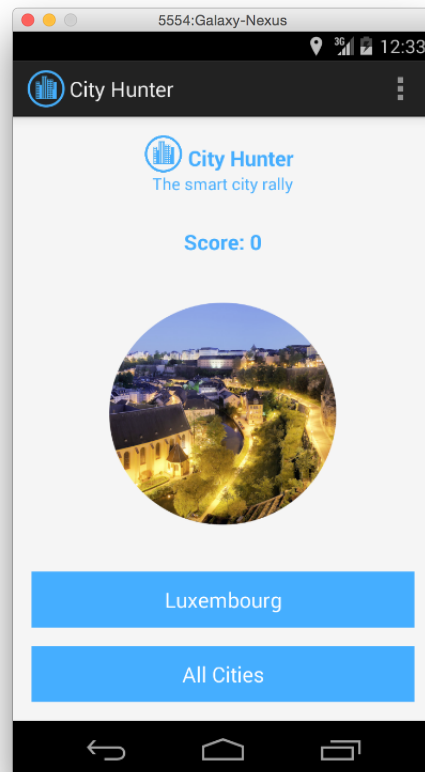 5554:Galaxy-Nexus
3G 12:33
City Hunter
City Hunter
The smart city rally
Score: 0
Luxembourg
All Cities